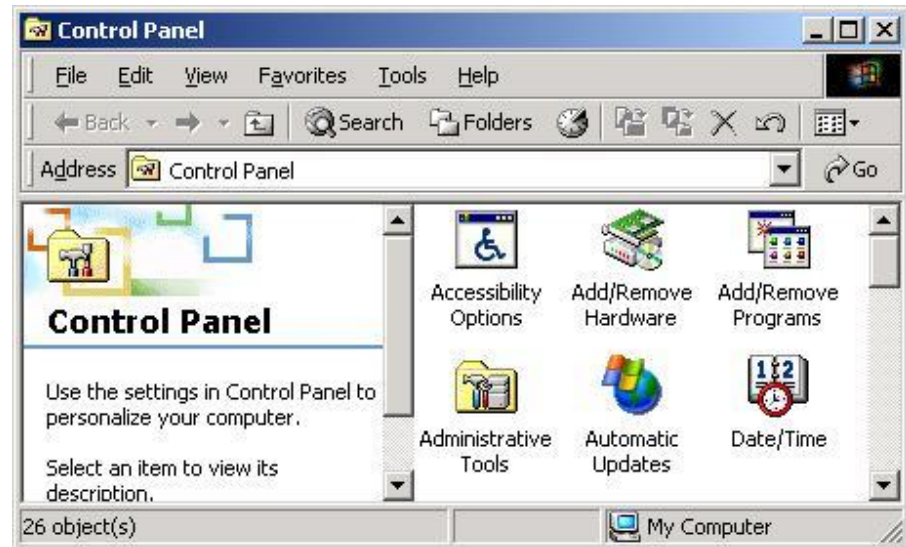 Control Panel
File Edit View Favorites Tools Help
Back Search Folders
Address Control Panel Go
Control Panel
Use the settings in Control Panel to
personalize your computer.
Select an item to view its
description.
Accessibility
Options
Add/Remove
Hardware
Add/Remove
Programs
Administrative
Tools
Automatic
Updates
1 2
Date/Time
26 object(s) My Computer